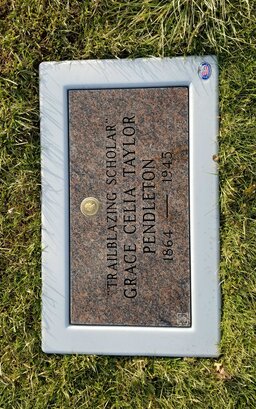 "TRAILBLAZING SCHOLAR"
GRACE CELIA TAYLOR
PENDLETON
1864 — 1945